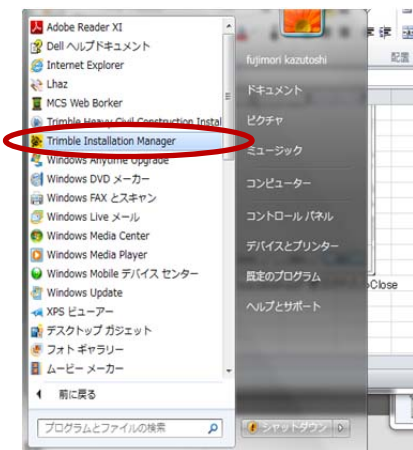 Adobe Reader XI
Dell ヘルプドキュメント
Internet Explorer
Lhaz
MCS Web Borker
Trimble Heavy Civil Construction Instal
Trimble Installation Manager
Windows Anytime Upgrade
Windows DVD メーカー
Windows FAX とスキャン
Windows Live メール
Windows Media Center
Windows Media Player
Windows Mobile デバイス センター
Windows Update
XPS ビューアー
デスクトップ ガジェット
フォト ギャラリー
ムービー メーカー
前に戻る
プログラムとファイルの検索
fujimori kazutoshi
ドキュメント
ピクチャ
ミュージック
コンピューター
コントロール パネル
デバイスとプリンター
既定のプログラム
ヘルプとサポート
シャットダウン
配置
Close